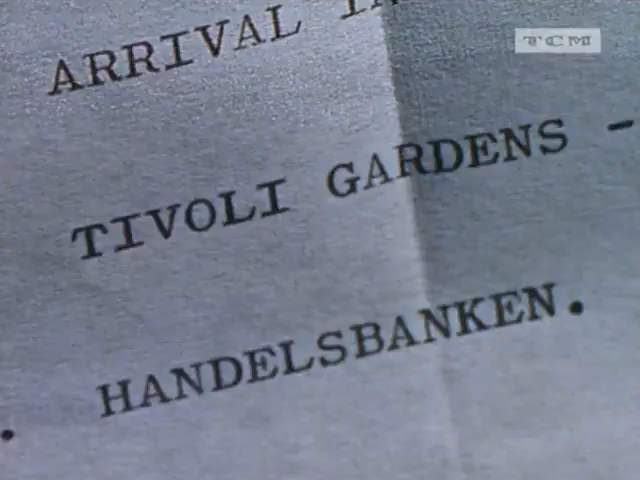 ARRIVAL
TCM
TIVOLI GARDENS -
. HANDELSBANKEN.